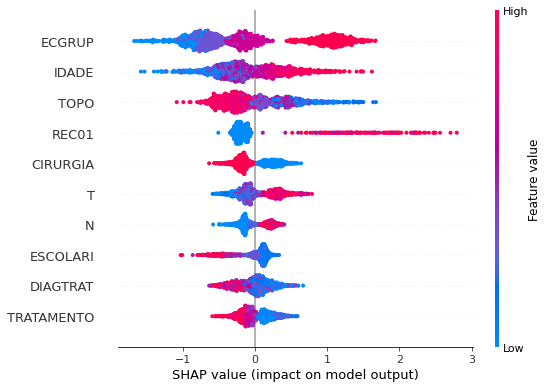 High
ECGRUP
IDADE
TOPO
REC01
CIRURGIA
T
N
ESCOLARI
DIAGTRAT
TRATAMENTO
Feature value
Low
−1 0 1 2 3
SHAP value (impact on model output)